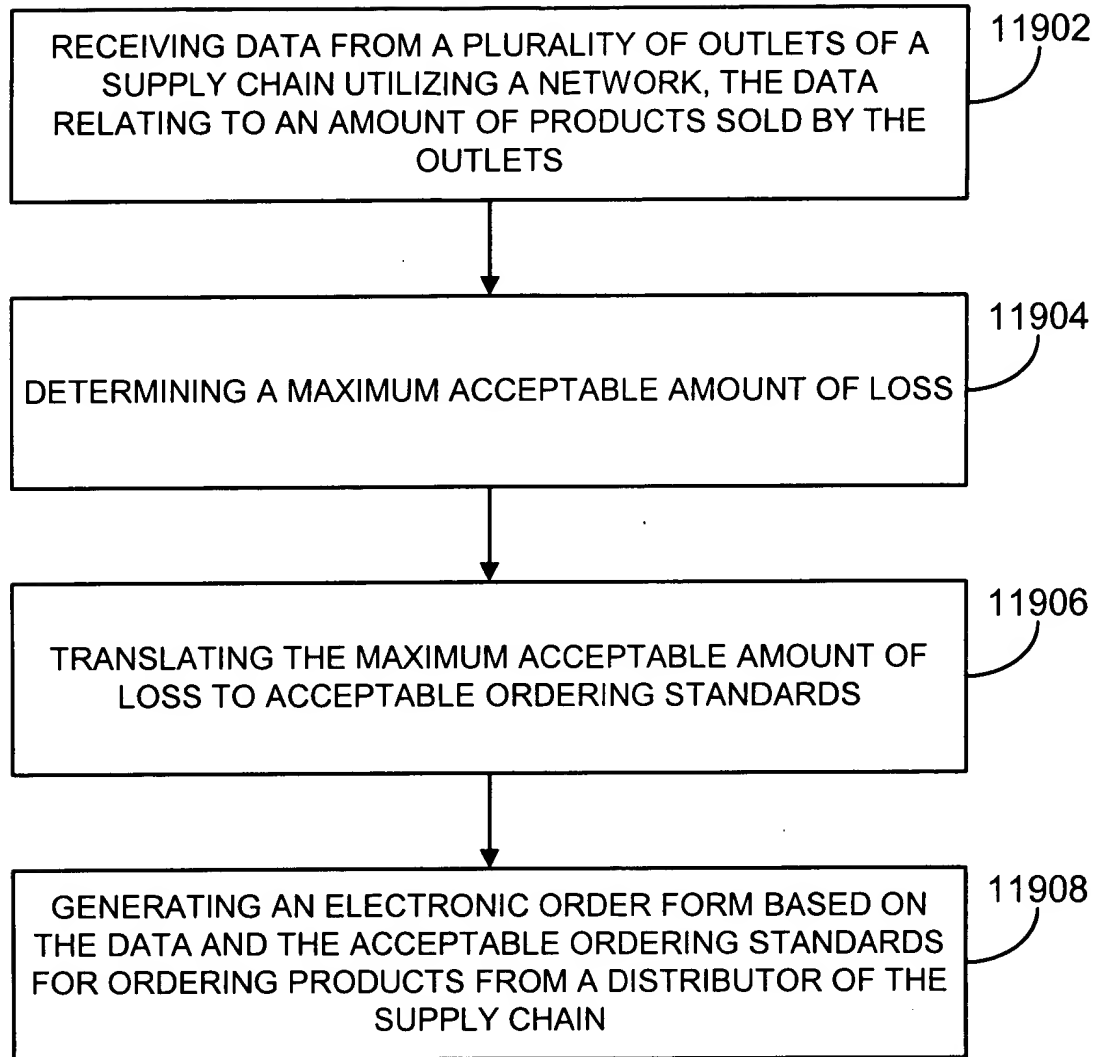 RECEIVING DATA FROM A PLURALITY OF OUTLETS OF A
SUPPLY CHAIN UTILIZING A NETWORK, THE DATA
RELATING TO AN AMOUNT OF PRODUCTS SOLD BY THE
OUTLETS
11902
DETERMINING A MAXIMUM ACCEPTABLE AMOUNT OF LOSS
11904
TRANSLATING THE MAXIMUM ACCEPTABLE AMOUNT OF
LOSS TO ACCEPTABLE ORDERING STANDARDS
11906
GENERATING AN ELECTRONIC ORDER FORM BASED ON
THE DATA AND THE ACCEPTABLE ORDERING STANDARDS
FOR ORDERING PRODUCTS FROM A DISTRIBUTOR OF THE
SUPPLY CHAIN
11908